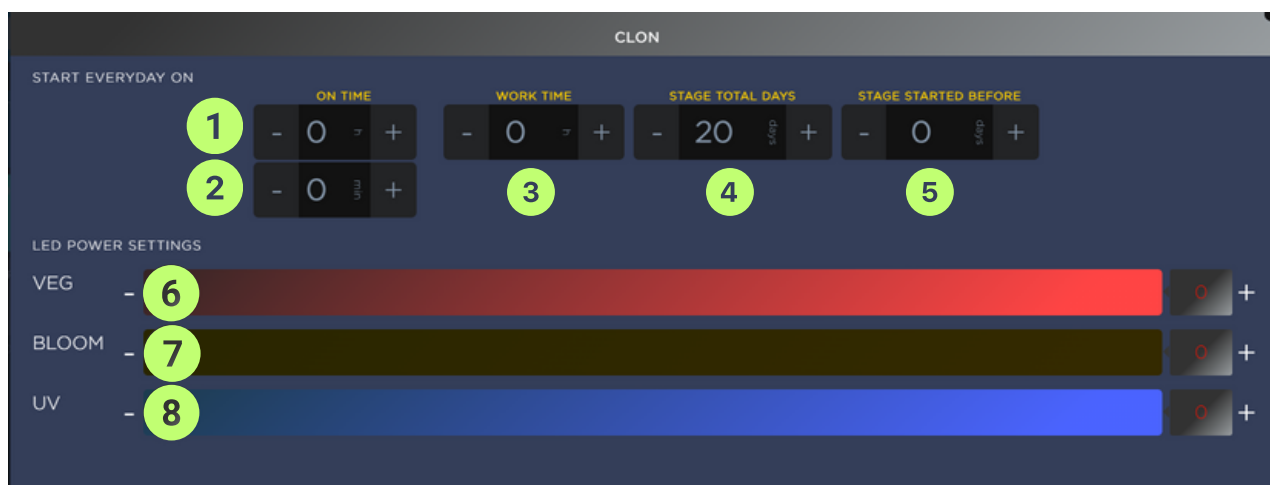 CLON
START EVERYDAY ON
ON TIME WORK TIME STAGE TOTAL DAYS STAGE STARTED BEFORE
1 - 0 h + - 0 h + - 20 days + - 0 days +
2 - 0 min + 3 4 5
LED POWER SETTINGS
VEG - 6 0 +
BLOOM - 7 0 +
UV - 8 0 +